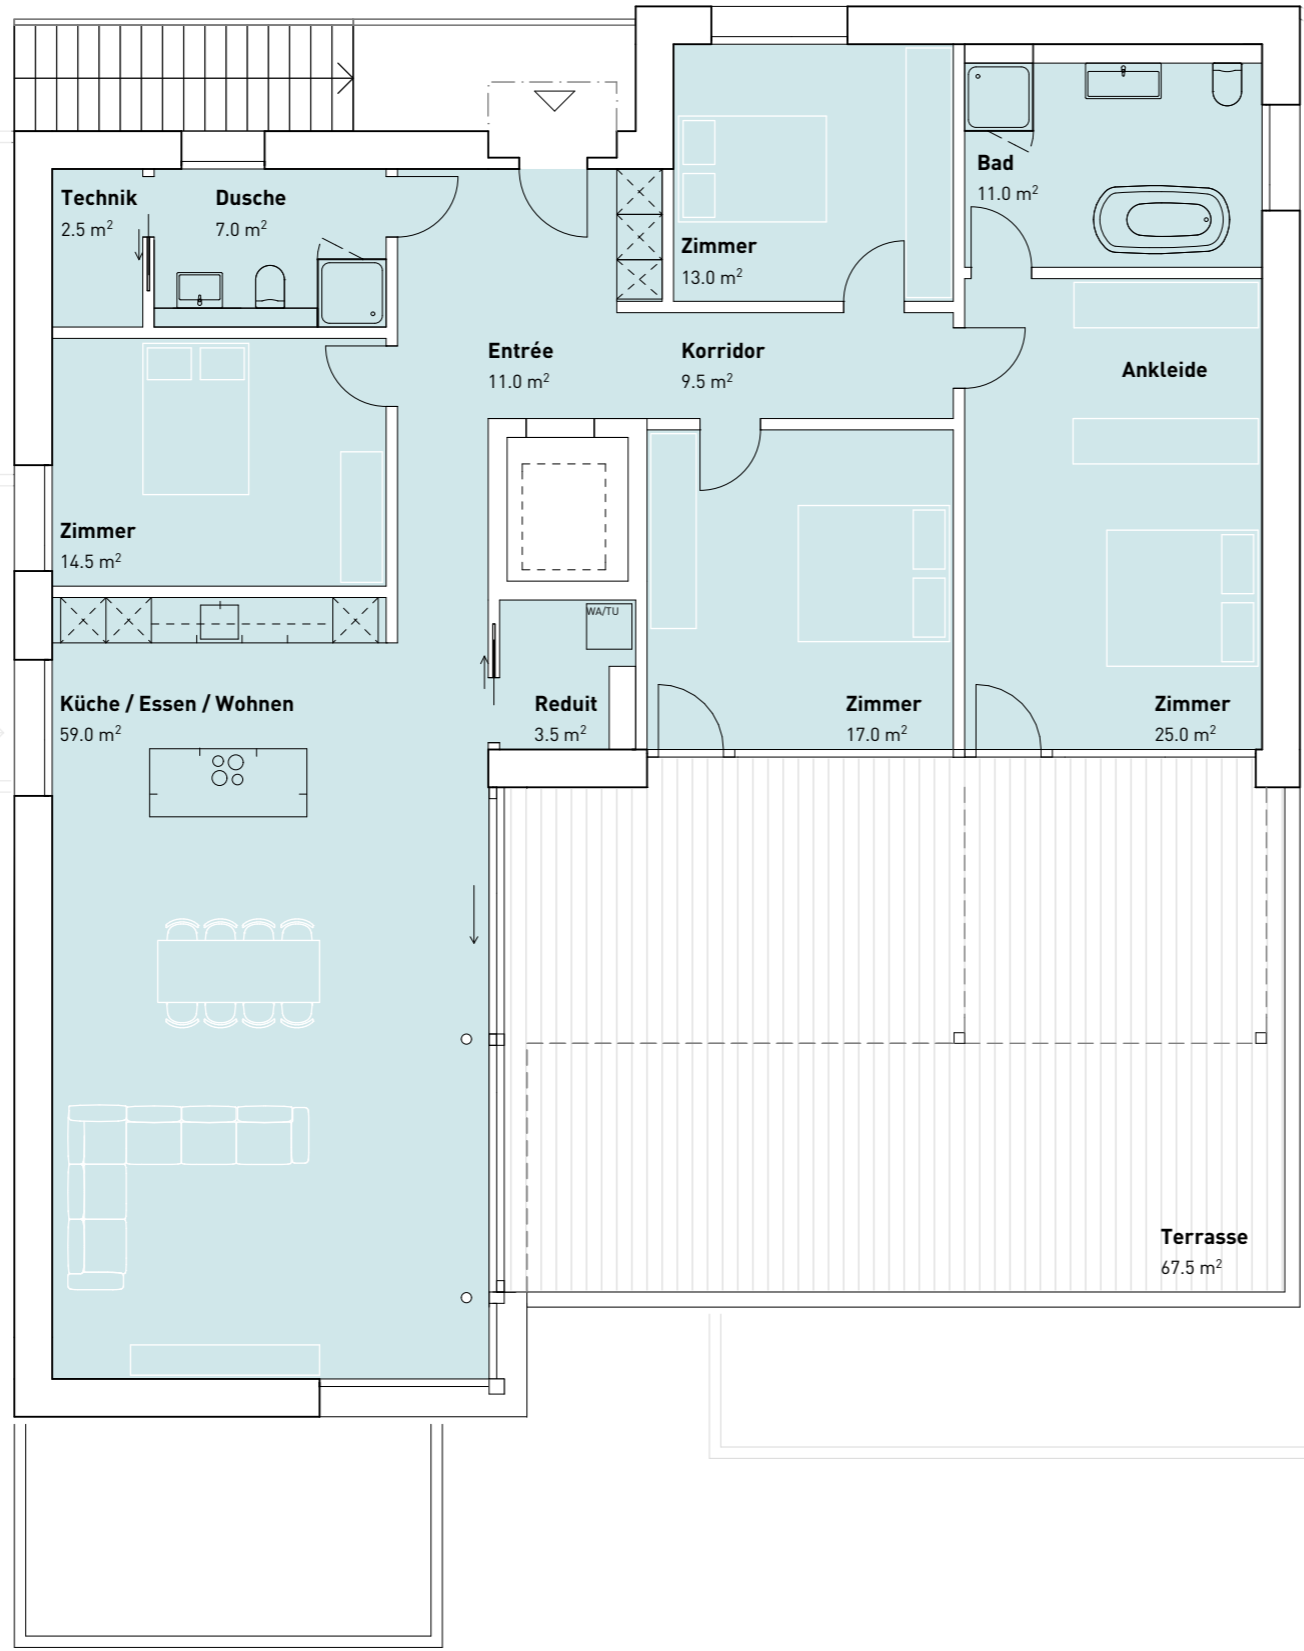 Technik
2.5 m²
Dusche
7.0 m²
Zimmer
13.0 m²
Bad
11.0 m²
Entrée
11.0 m²
Korridor
9.5 m²
Ankleide
Zimmer
14.5 m²
WA/TU
Küche / Essen / Wohnen
59.0 m²
Reduit
3.5 m²
Zimmer
17.0 m²
Zimmer
25.0 m²
Terrasse
67.5 m²